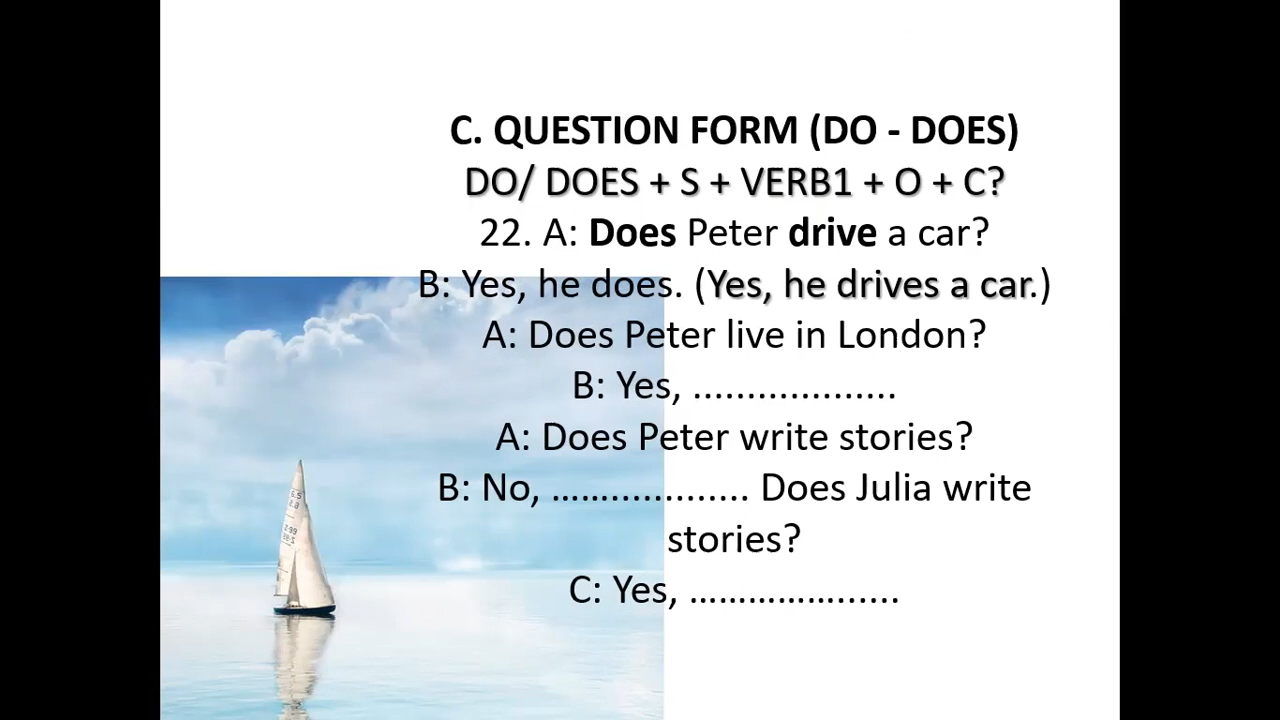 C. QUESTION FORM (DO - DOES)
DO/ DOES + S + VERB1 + O + C?
22. A: Does Peter drive a car?
B: Yes, he does. (Yes, he drives a car.)
A: Does Peter live in London?
B: Yes, ...................
A: Does Peter write stories?
B: No, ……............. Does Julia write
stories?
C: Yes, ……………......